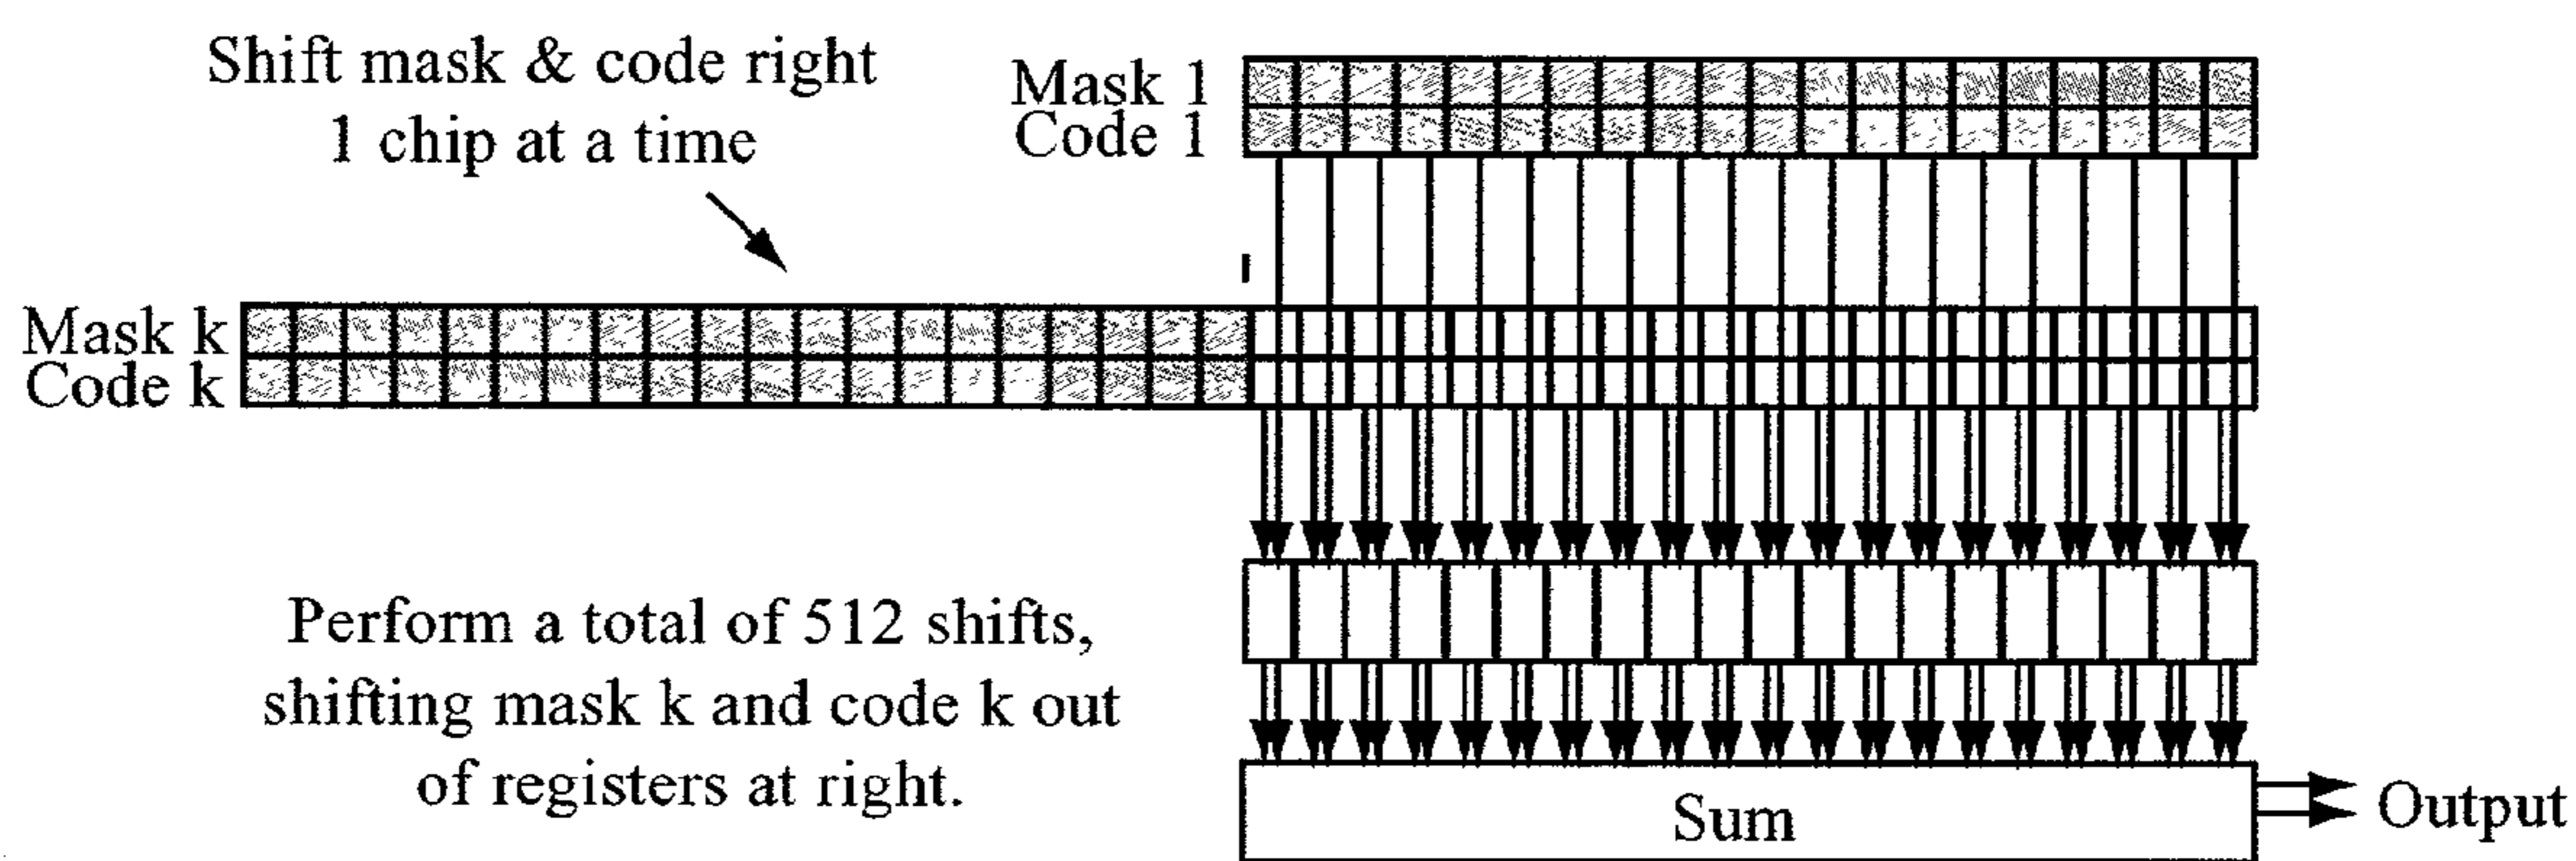 Shift mask & code right
1 chip at a time
Mask 1
Code 1
Mask k
Code k
Perform a total of 512 shifts,
shifting mask k and code k out
of registers at right.
Sum
Output